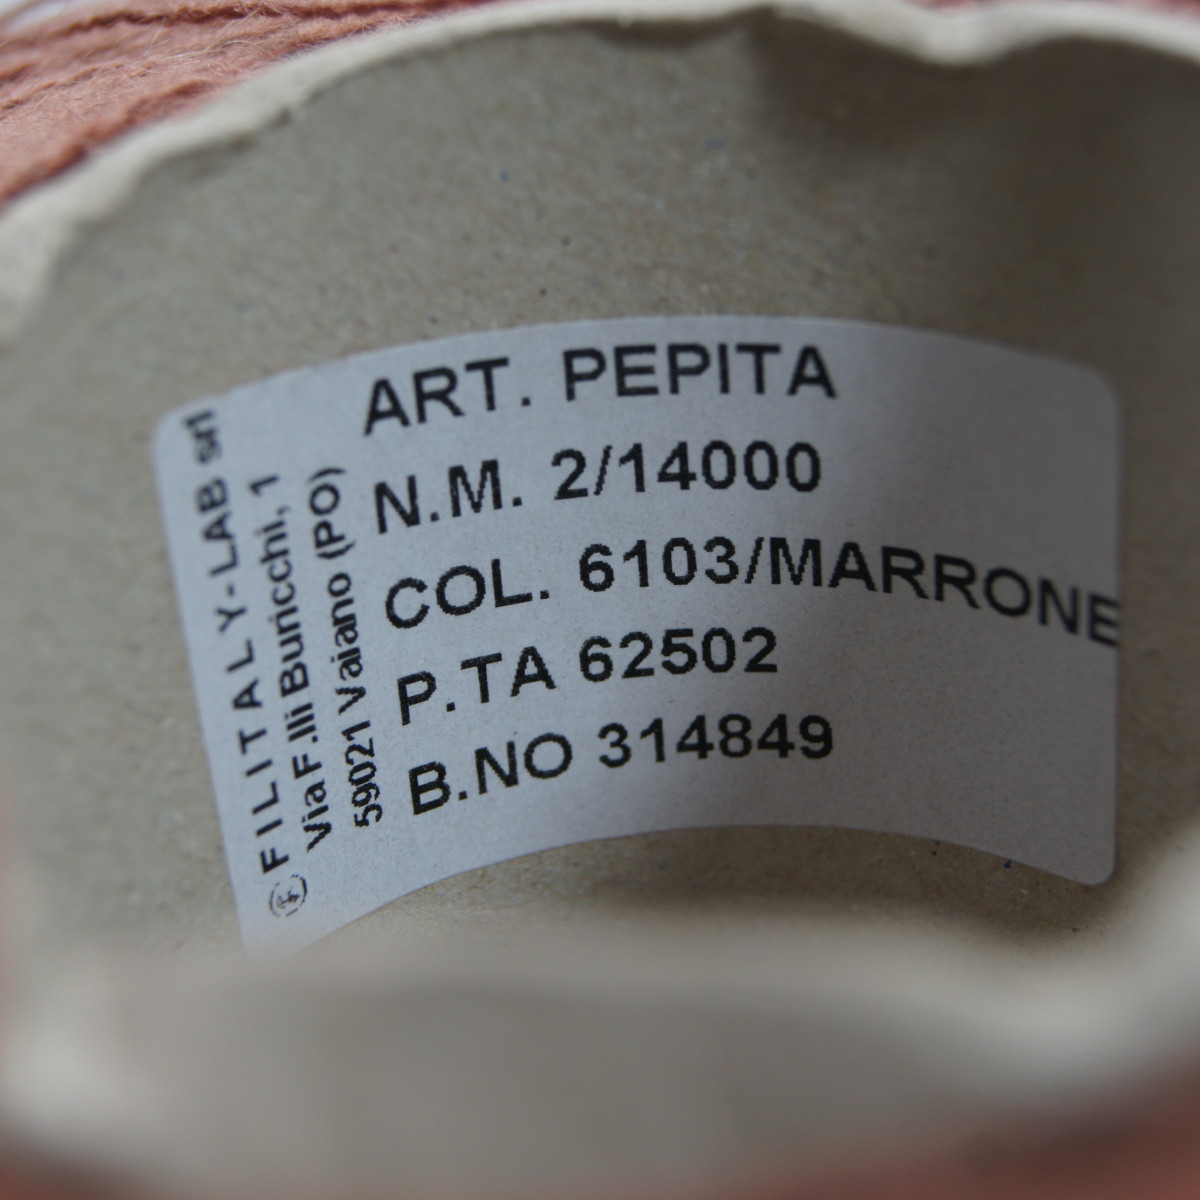 ART. PEPITA
N.M. 2/14000
COL. 6103/MARRONE
P.TA 62502
B.NO 314849
FILITALY-LAB srl
Via F.lli Buricchi, 1
59021 Vaiano (PO)